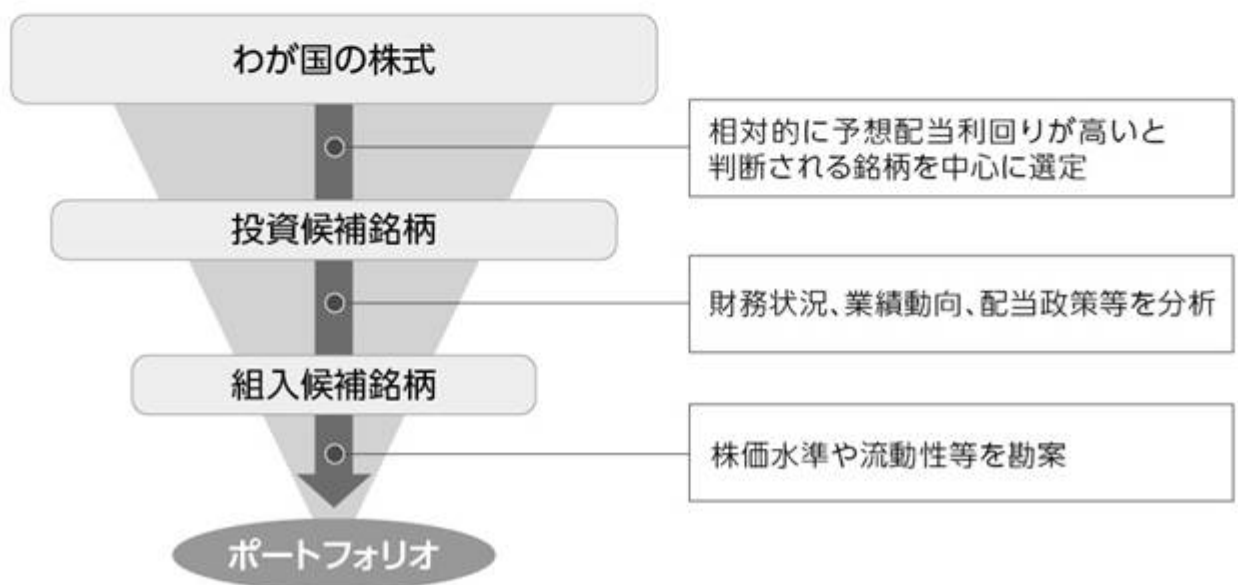 わが国の株式
相対的に予想配当利回りが高いと
判断される銘柄を中心に選定
投資候補銘柄
財務状況、業績動向、配当政策等を分析
組入候補銘柄
株価水準や流動性等を勘案
ポートフォリオ